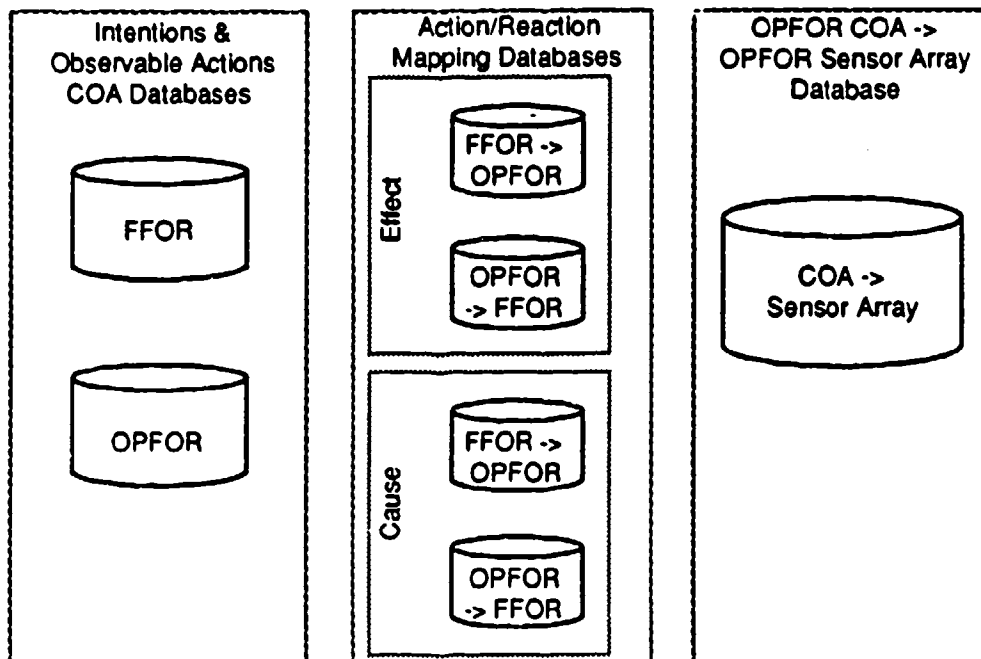 Intentions &
Observable Actions
COA Databases
FFOR
OPFOR
Action/Reaction
Mapping Databases
Effect
FFOR ->
OPFOR
OPFOR
-> FFOR
Cause
FFOR ->
OPFOR
OPFOR
-> FFOR
OPFOR COA ->
OPFOR Sensor Array
Database
COA ->
Sensor Array